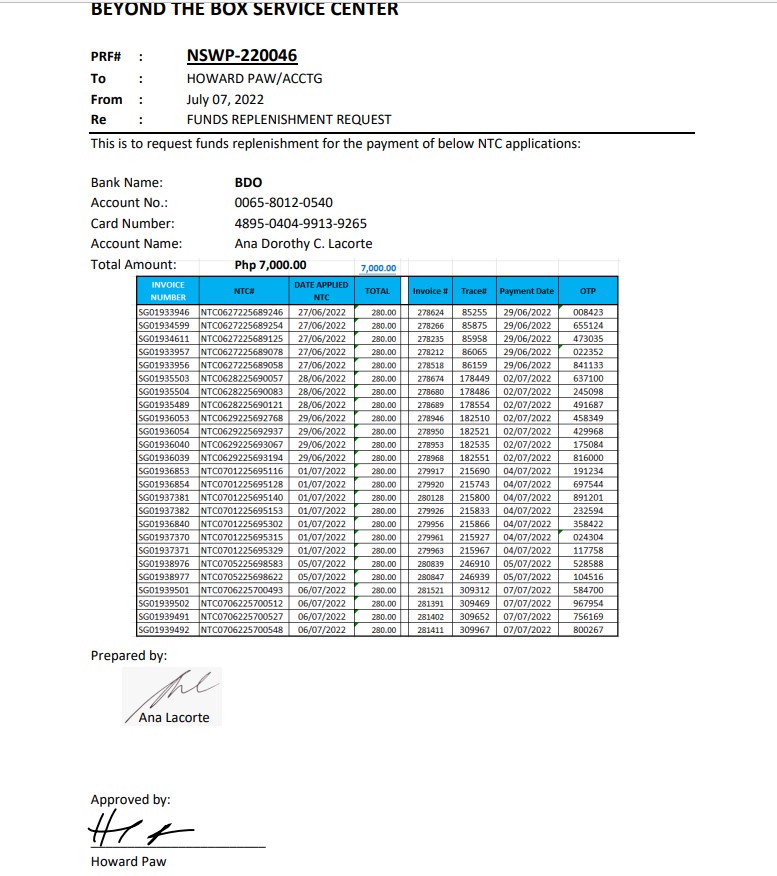 BEYOND THE BOX SERVICE CENTER
PRF# : NSWP-220046
To : HOWARD PAW/ACCTG
From : July 07, 2022
Re : FUNDS REPLENISHMENT REQUEST
This is to request funds replenishment for the payment of below NTC applications:
Bank Name: BDO
Account No.: 0065-8012-0540
Card Number: 4895-0404-9913-9265
Account Name: Ana Dorothy C. Lacorte
Total Amount: Php 7,000.00 7,000.00
INVOICE NUMBER NTC# DATE APPLIED NTC TOTAL Invoice # Trace# Payment Date OTP
SG01933946 NTC0627225689246 27/06/2022 280.00 278624 85255 29/06/2022 008423
SG01934599 NTC0627225689254 27/06/2022 280.00 278266 85875 29/06/2022 655124
SG01934611 NTC0627225689125 27/06/2022 280.00 278235 85958 29/06/2022 473035
SG01933957 NTC0627225689078 27/06/2022 280.00 278212 86065 29/06/2022 022352
SG01933956 NTC0627225689058 27/06/2022 280.00 278518 86159 29/06/2022 841133
SG01935503 NTC0628225690057 28/06/2022 280.00 278674 178449 02/07/2022 637100
SG01935504 NTC0628225690083 28/06/2022 280.00 278680 178486 02/07/2022 245098
SG01935489 NTC0628225690121 28/06/2022 280.00 278689 178554 02/07/2022 491687
SG01936053 NTC0629225692768 29/06/2022 280.00 278946 182510 02/07/2022 458349
SG01936054 NTC0629225692937 29/06/2022 280.00 278950 182521 02/07/2022 429968
SG01936040 NTC0629225693067 29/06/2022 280.00 278953 182535 02/07/2022 175084
SG01936039 NTC0629225693194 29/06/2022 280.00 278968 182551 02/07/2022 816000
SG01936853 NTC0701225695116 01/07/2022 280.00 279917 215690 04/07/2022 191234
SG01936854 NTC0701225695128 01/07/2022 280.00 279920 215743 04/07/2022 697544
SG01937381 NTC0701225695140 01/07/2022 280.00 280128 215800 04/07/2022 891201
SG01937382 NTC0701225695153 01/07/2022 280.00 279926 215833 04/07/2022 232594
SG01936840 NTC0701225695302 01/07/2022 280.00 279956 215866 04/07/2022 358422
SG01937370 NTC0701225695315 01/07/2022 280.00 279961 215927 04/07/2022 024304
SG01937371 NTC0701225695329 01/07/2022 280.00 279963 215967 04/07/2022 117758
SG01938976 NTC0705225698583 05/07/2022 280.00 280839 246910 05/07/2022 528588
SG01938977 NTC0705225698622 05/07/2022 280.00 280847 246939 05/07/2022 104516
SG01939501 NTC0706225700493 06/07/2022 280.00 281521 309312 07/07/2022 584700
SG01939502 NTC0706225700512 06/07/2022 280.00 281391 309469 07/07/2022 967954
SG01939491 NTC0706225700527 06/07/2022 280.00 281402 309652 07/07/2022 756169
SG01939492 NTC0706225700548 06/07/2022 280.00 281411 309967 07/07/2022 800267
Prepared by:
Ana Lacorte
Approved by:
Howard Paw